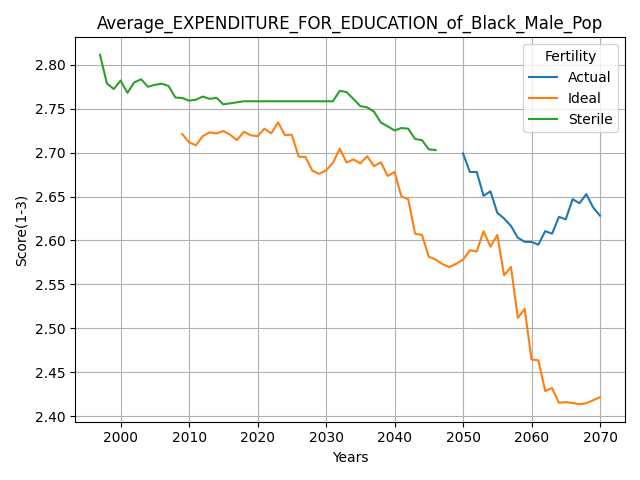 Average_EXPENDITURE_FOR_EDUCATION_of_Black_Male_Pop
Fertility
Actual
Ideal
Sterile
Score(1-3)
2.80
2.75
2.70
2.65
2.60
2.55
2.50
2.45
2.40
2000 2010 2020 2030 2040 2050 2060 2070
Years